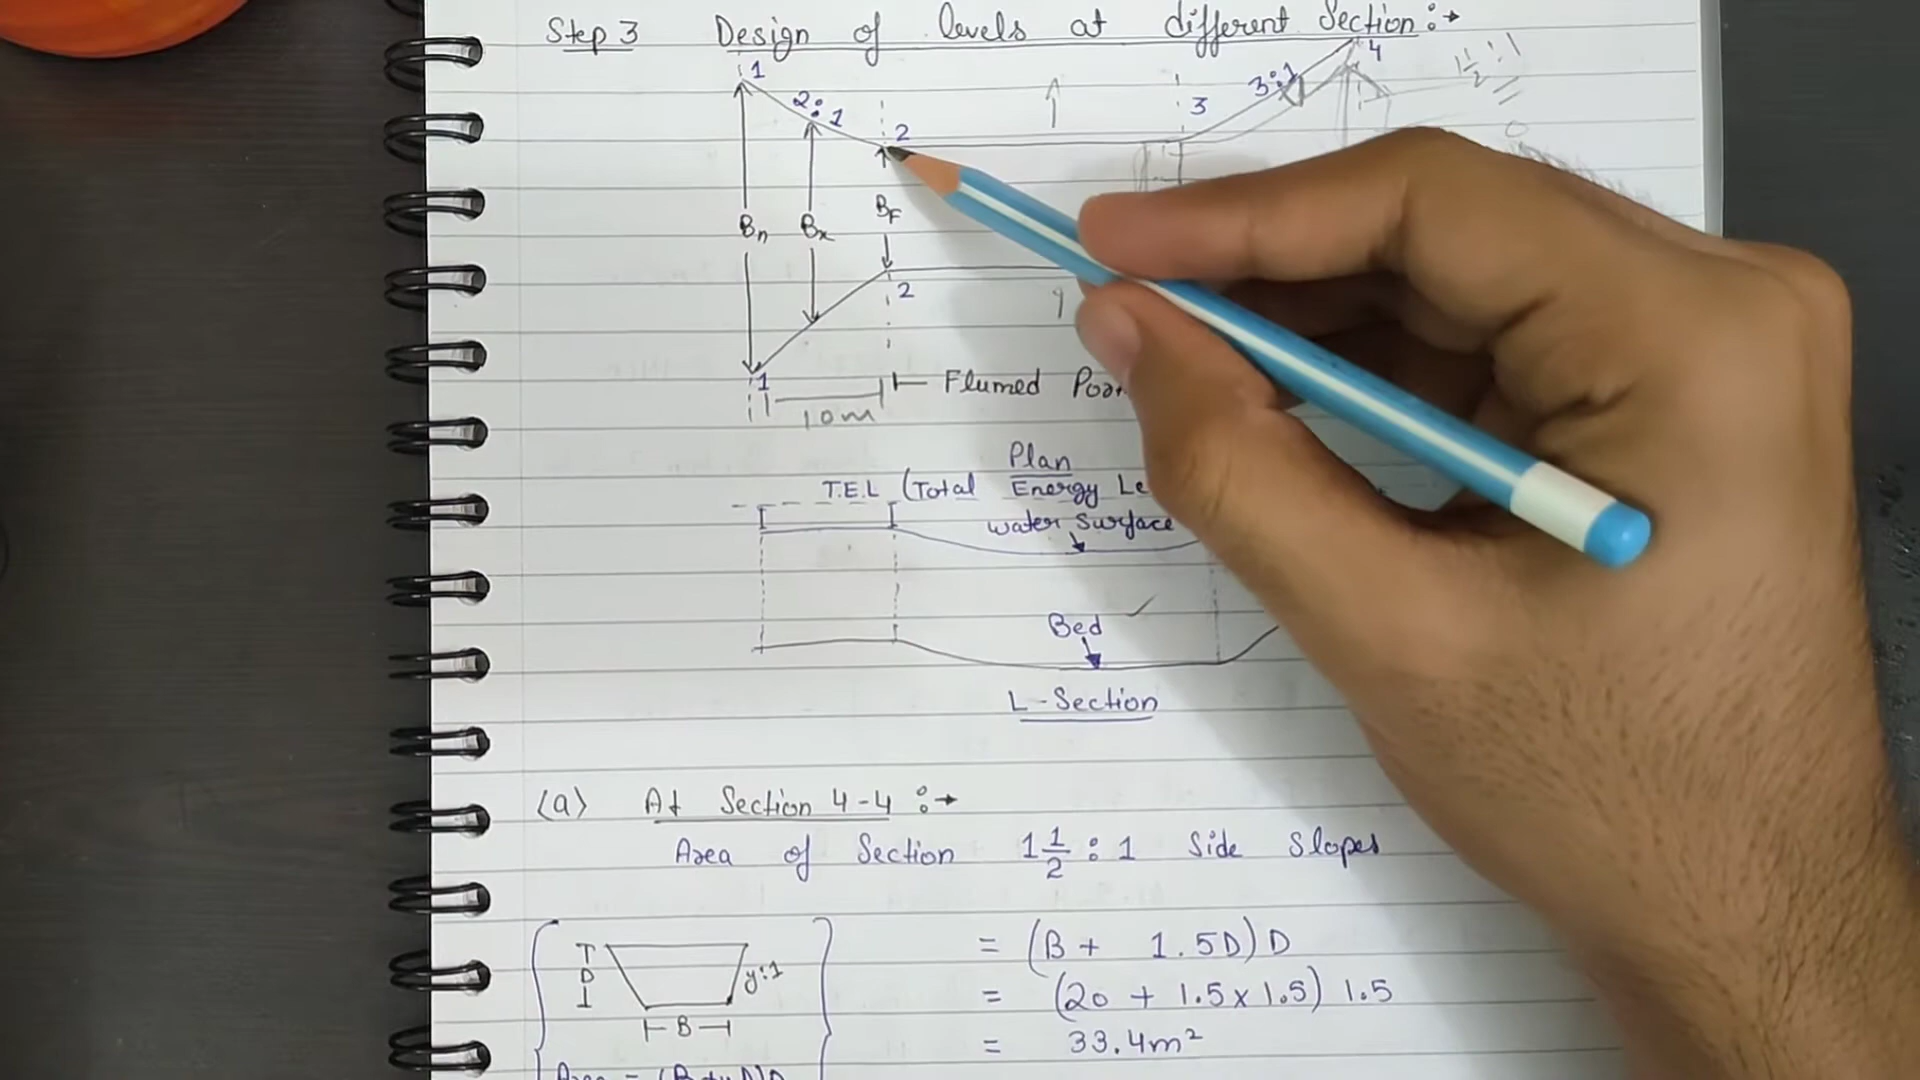 Step 3 Design of levels at different Section :→
1 4
2:1 3:1 1 1/2 : 1
2 3
Bn Bx BF
2
1 Flumed Por
10m
Plan
T.E.L (Total Energy Le
water Surface
Bed
L-Section
(a) At Section 4-4 :→
Area of Section 1 1/2 : 1 Side Slopes
= (B + 1.5D) D
D y:1
= (20 + 1.5 x 1.5) 1.5
B
= 33.4m²
Area = (B + yD)D